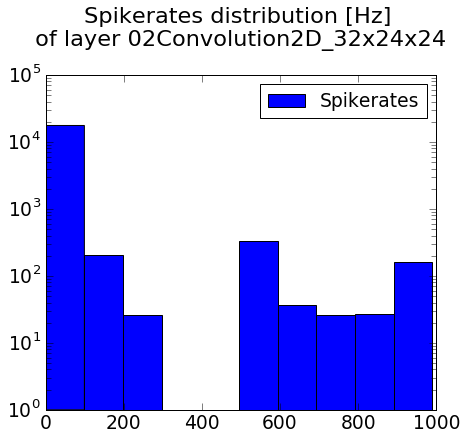 Spikerates distribution [Hz]
of layer 02Convolution2D_32x24x24
10^5
Spikerates
10^4
10^3
10^2
10^1
10^0
0 200 400 600 800 1000